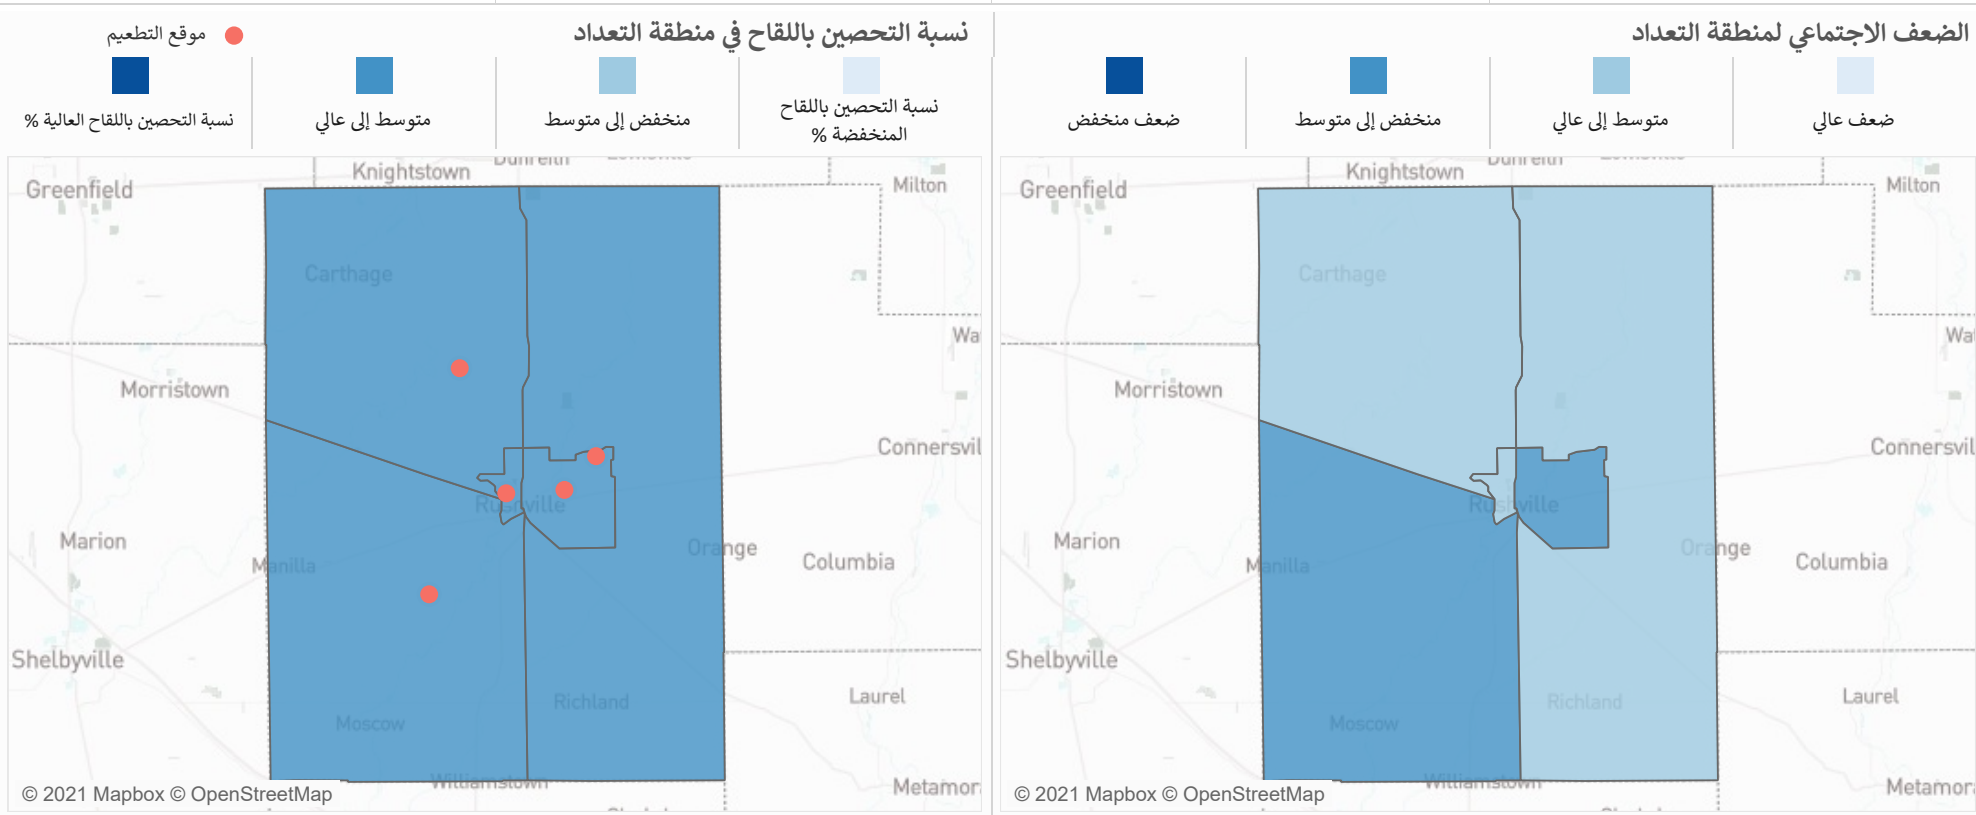 الضعف الاجتماعي لمنطقة التعداد
ضعف عالي
متوسط إلى عالي
منخفض إلى متوسط
ضعف منخفض
Knightstown
Greenfield
Milton
Carthage
Morristown
Connersvil
Rushville
Marion
Manilla
Orange
Columbia
Shelbyville
Richland
Laurel
Moscow
Williamstown
Metamor
© 2021 Mapbox © OpenStreetMap
نسبة التحصين باللقاح في منطقة التعداد
موقع التطعيم
نسبة التحصين باللقاح
المنخفضة %
منخفض إلى متوسط
متوسط إلى عالي
نسبة التحصين باللقاح العالية %
Knightstown
Greenfield
Milton
Carthage
Morristown
Connersvil
Rushville
Marion
Manilla
Orange
Columbia
Shelbyville
Richland
Laurel
Moscow
Williamstown
Metamor
© 2021 Mapbox © OpenStreetMap